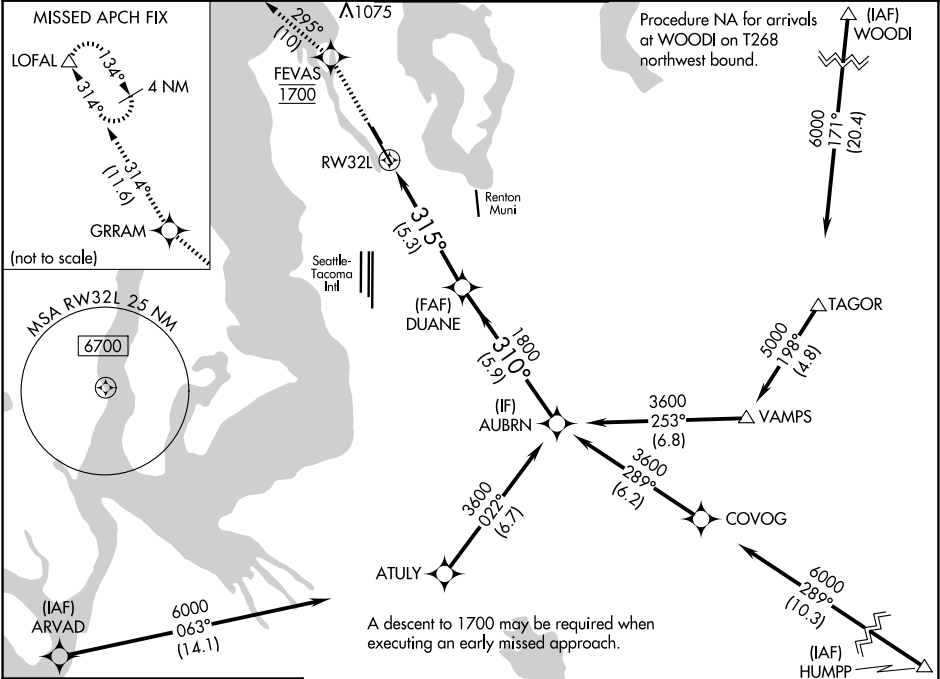 MISSED APCH FIX
LOFAL
134°
4 NM
314°
314°
(11.6)
GRRAM
(not to scale)
295°
(10)
1075
FEVAS
1700
Procedure NA for arrivals
at WOODI on T268
northwest bound.
(IAF)
WOODI
6000
171°
(20.4)
RW32L
Renton
Muni
315°
(5.3)
Seattle-
Tacoma
Intl
(FAF)
DUANE
MSA RW32L 25 NM
6700
1800
310°
(5.9)
TAGOR
5000
198°
(4.8)
(IF)
AUBRN
3600
253°
(6.8)
VAMPS
3600
289°
(6.2)
COVOG
3600
022°
(6.7)
ATULY
6000
289°
(10.3)
(IAF)
HUMPP
(IAF)
ARVAD
6000
063°
(14.1)
A descent to 1700 may be required when
executing an early missed approach.